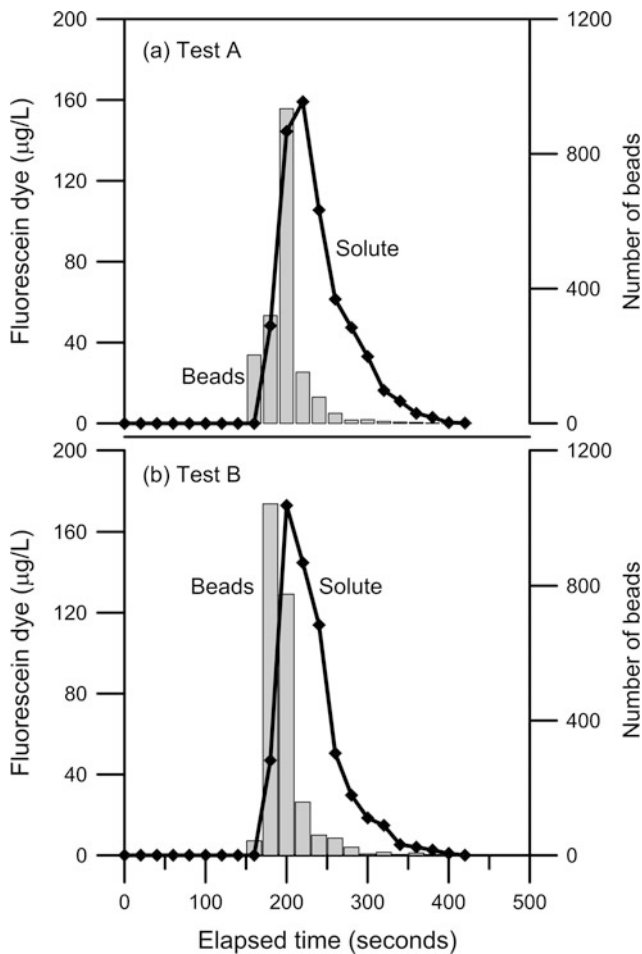 200
160
120
80
40
0
Fluorescein dye (µg/L)
(a) Test A
Solute
Beads
1200
800
400
0
Number of beads
200
160
120
80
40
0
Fluorescein dye (µg/L)
(b) Test B
Beads
Solute
1200
800
400
0
Number of beads
0 100 200 300 400 500
Elapsed time (seconds)